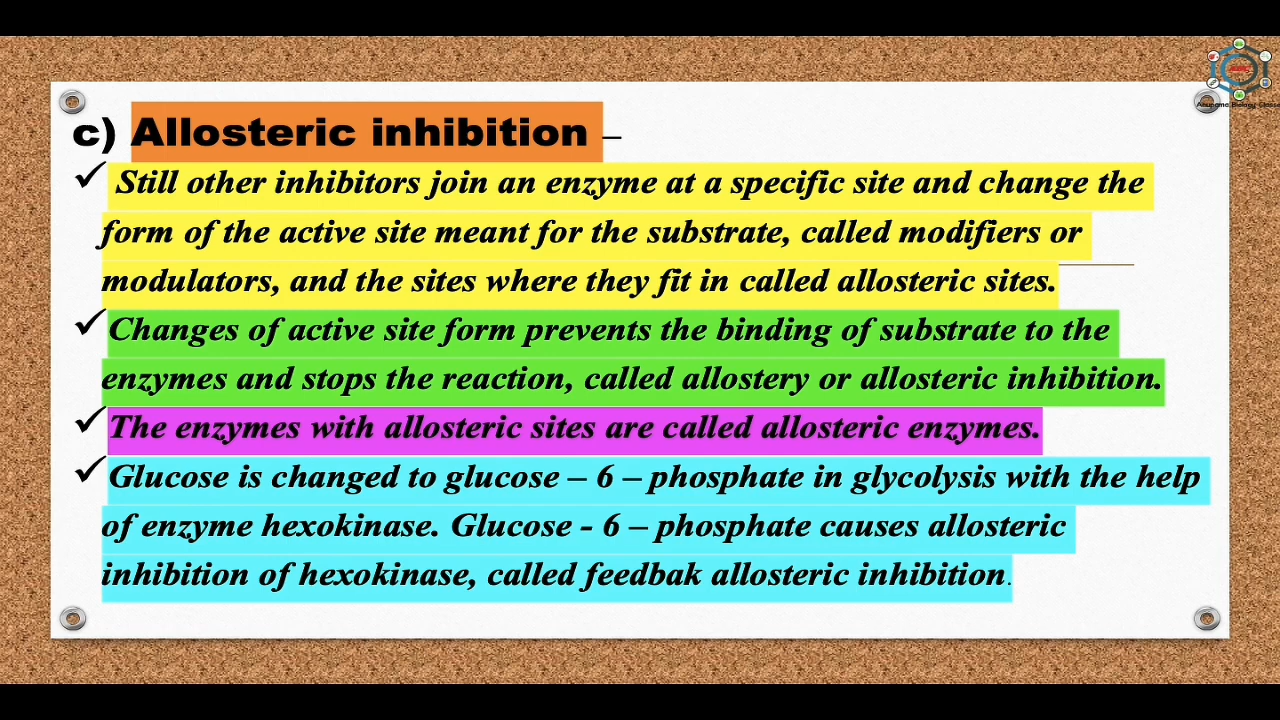 Anupama Biology Classes
c) Allosteric inhibition –
✓ Still other inhibitors join an enzyme at a specific site and change the
form of the active site meant for the substrate, called modifiers or
modulators, and the sites where they fit in called allosteric sites.
✓ Changes of active site form prevents the binding of substrate to the
enzymes and stops the reaction, called allostery or allosteric inhibition.
✓ The enzymes with allosteric sites are called allosteric enzymes.
✓ Glucose is changed to glucose – 6 – phosphate in glycolysis with the help
of enzyme hexokinase. Glucose - 6 – phosphate causes allosteric
inhibition of hexokinase, called feedbak allosteric inhibition.